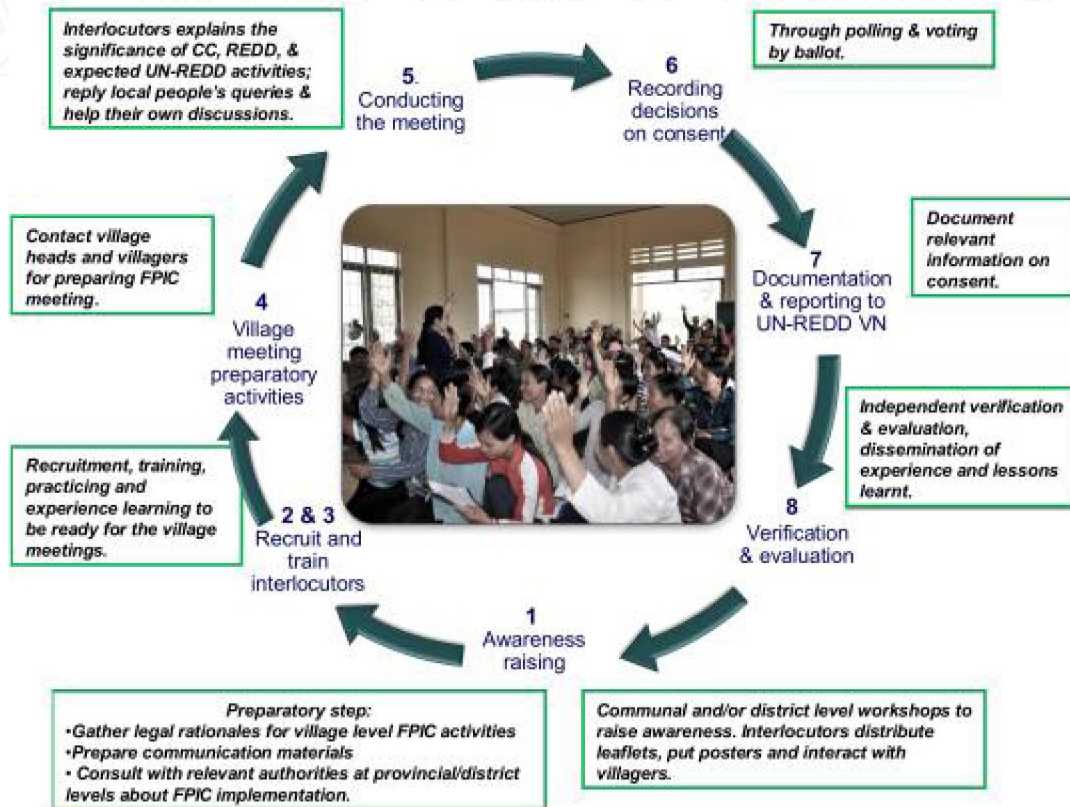 Interlocutors explains the
significance of CC, REDD, &
expected UN-REDD activities;
reply local people's queries &
help their own discussions.
5.
Conducting
the meeting
6
Recording
decisions
on consent
Through polling & voting
by ballot.
Contact village
heads and villagers
for preparing FPIC
meeting.
4
Village
meeting
preparatory
activities
7
Documentation
& reporting to
UN-REDD VN
Document
relevant
information on
consent.
Recruitment, training,
practicing and
experience learning to
be ready for the village
meetings.
2 & 3
Recruit and
train
interlocutors
8
Verification
& evaluation
Independent verification
& evaluation,
dissemination of
experience and lessons
learnt.
1
Awareness
raising
Preparatory step:
•Gather legal rationales for village level FPIC activities
•Prepare communication materials
• Consult with relevant authorities at provincial/district
levels about FPIC implementation.
Communal and/or district level workshops to
raise awareness. Interlocutors distribute
leaflets, put posters and interact with
villagers.